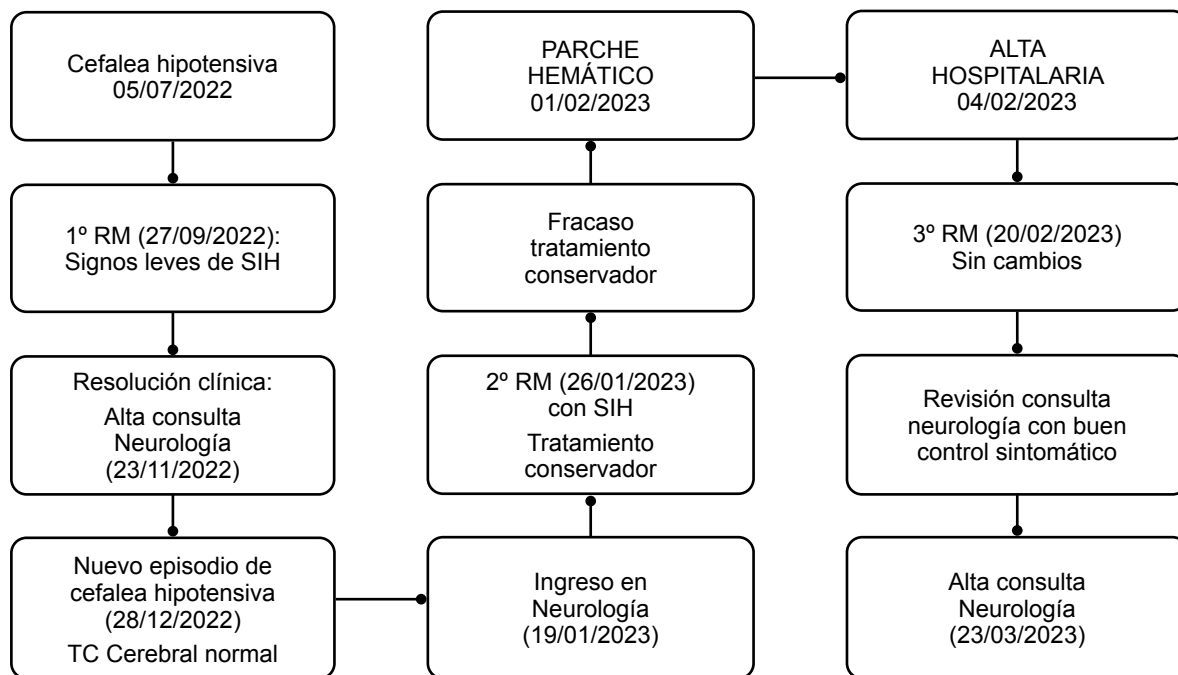 Cefalea hipotensiva
05/07/2022
1º RM (27/09/2022):
Signos leves de SIH
Resolución clínica:
Alta consulta
Neurología
(23/11/2022)
Nuevo episodio de
cefalea hipotensiva
(28/12/2022)
TC Cerebral normal
Ingreso en
Neurología
(19/01/2023)
2º RM (26/01/2023)
con SIH
Tratamiento
conservador
Fracaso
tratamiento
conservador
PARCHE
HEMÁTICO
01/02/2023
ALTA
HOSPITALARIA
04/02/2023
3º RM (20/02/2023)
Sin cambios
Revisión consulta
neurología con buen
control sintomático
Alta consulta
Neurología
(23/03/2023)